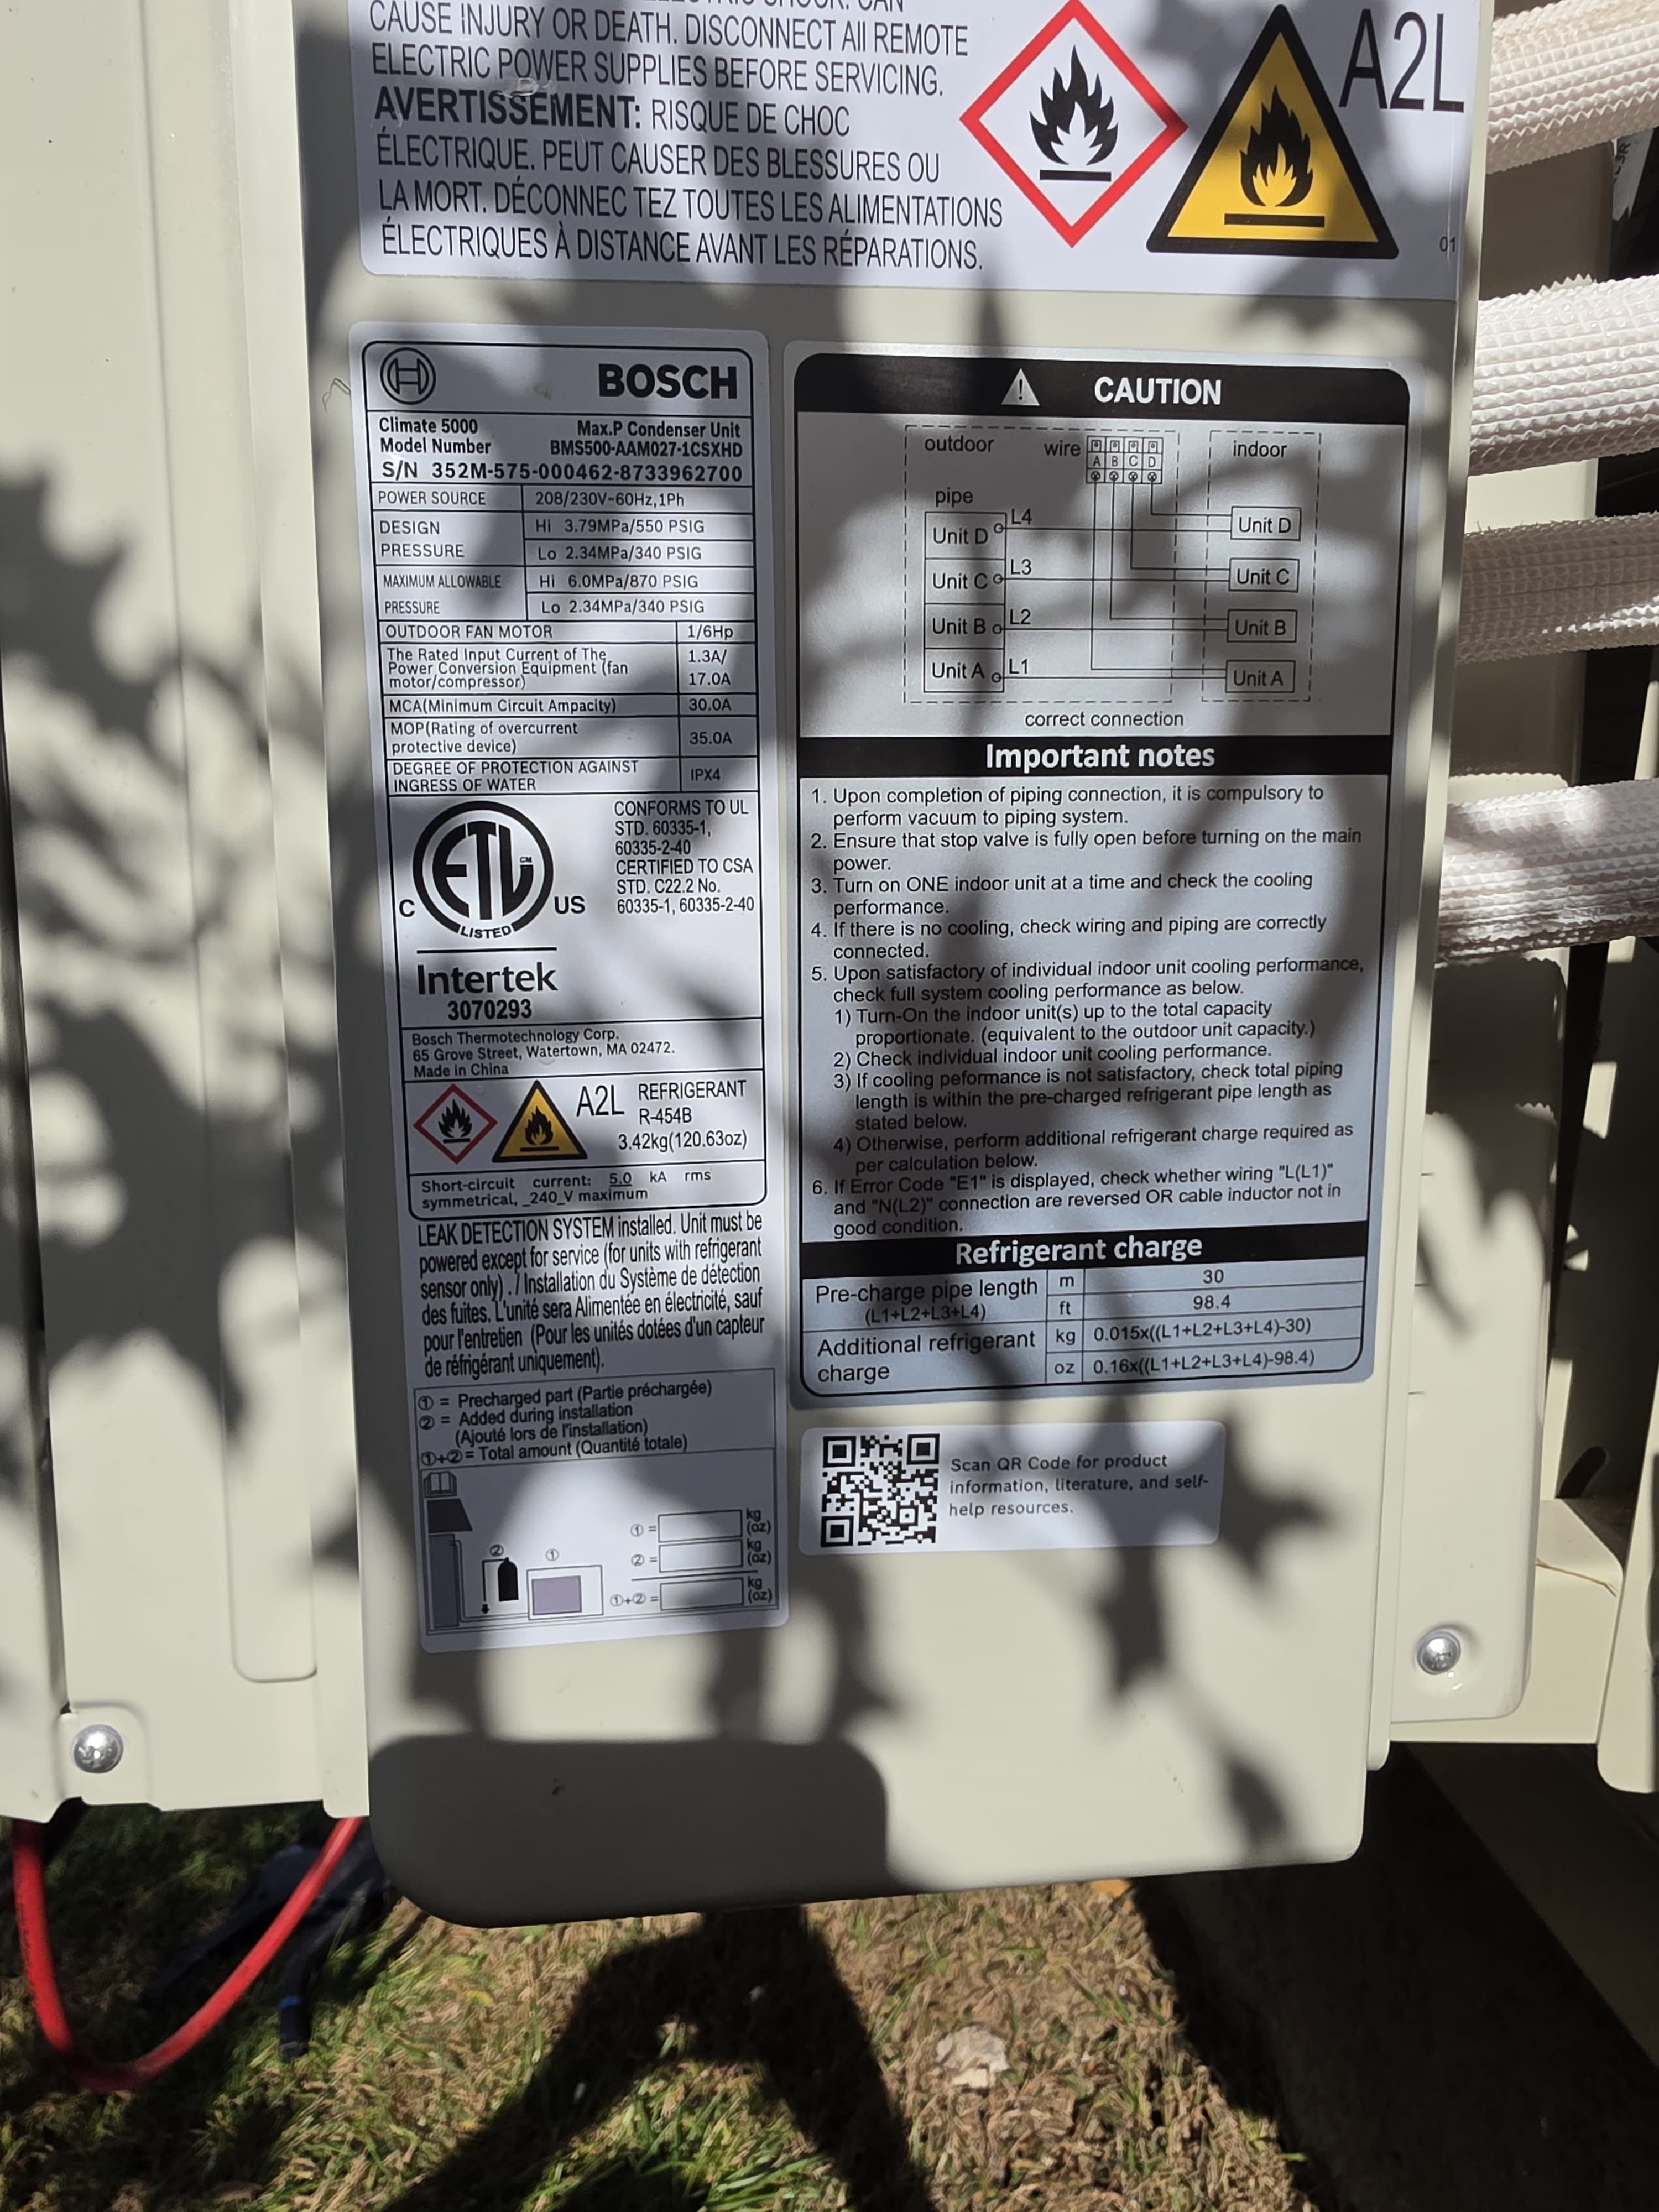 CAUSE INJURY OR DEATH. DISCONNECT All REMOTE
ELECTRIC POWER SUPPLIES BEFORE SERVICING.
AVERTISSEMENT: RISQUE DE CHOC
ÉLECTRIQUE. PEUT CAUSER DES BLESSURES OU
LA MORT. DÉCONNEC TEZ TOUTES LES ALIMENTATIONS
ÉLECTRIQUES À DISTANCE AVANT LES RÉPARATIONS.
A2L
01
BOSCH
Climate 5000 Max.P Condenser Unit
Model Number BMS500-AAM027-1CSXHD
S/N 352M-575-000462-8733962700
POWER SOURCE 208/230V~60Hz,1Ph
DESIGN PRESSURE Hi 3.79MPa/550 PSIG
Lo 2.34MPa/340 PSIG
MAXIMUM ALLOWABLE PRESSURE Hi 6.0MPa/870 PSIG
Lo 2.34MPa/340 PSIG
OUTDOOR FAN MOTOR 1/6Hp
The Rated Input Current of The
Power Conversion Equipment (fan
motor/compressor)
1.3A/
17.0A
MCA(Minimum Circuit Ampacity) 30.0A
MOP(Rating of overcurrent
protective device)
35.0A
DEGREE OF PROTECTION AGAINST
INGRESS OF WATER
IPX4
C ETL CM US
LISTED
Intertek
3070293
CONFORMS TO UL
STD. 60335-1,
60335-2-40
CERTIFIED TO CSA
STD. C22.2 No.
60335-1, 60335-2-40
Bosch Thermotechnology Corp.
65 Grove Street, Watertown, MA 02472.
Made in China
A2L
REFRIGERANT
R-454B
3.42kg(120.63oz)
Short-circuit current: 5.0 kA rms
symmetrical, _240_V maximum
LEAK DETECTION SYSTEM installed. Unit must be
powered except for service (for units with refrigerant
sensor only) . / Installation du Système de détection
des fuites. L'unité sera Alimentée en électricité, sauf
pour l'entretien (Pour les unités dotées d'un capteur
de réfrigérant uniquement).
① = Precharged part (Partie préchargée)
② = Added during installation
(Ajouté lors de l'installation)
①+②= Total amount (Quantité totale)
② ①
① = kg (oz)
② = kg (oz)
①+② = kg (oz)
CAUTION
outdoor wire indoor
A B C D
pipe
Unit D L4 Unit D
Unit C L3 Unit C
Unit B L2 Unit B
Unit A L1 Unit A
correct connection
Important notes
1. Upon completion of piping connection, it is compulsory to
perform vacuum to piping system.
2. Ensure that stop valve is fully open before turning on the main
power.
3. Turn on ONE indoor unit at a time and check the cooling
performance.
4. If there is no cooling, check wiring and piping are correctly
connected.
5. Upon satisfactory of individual indoor unit cooling performance,
check full system cooling performance as below.
1) Turn-On the indoor unit(s) up to the total capacity
proportionate. (equivalent to the outdoor unit capacity.)
2) Check individual indoor unit cooling performance.
3) If cooling peformance is not satisfactory, check total piping
length is within the pre-charged refrigerant pipe length as
stated below.
4) Otherwise, perform additional refrigerant charge required as
per calculation below.
6. If Error Code "E1" is displayed, check whether wiring "L(L1)"
and "N(L2)" connection are reversed OR cable inductor not in
good condition.
Refrigerant charge
Pre-charge pipe length
(L1+L2+L3+L4)
m 30
ft 98.4
Additional refrigerant
charge
kg 0.015x((L1+L2+L3+L4)-30)
oz 0.16x((L1+L2+L3+L4)-98.4)
Scan QR Code for product
information, literature, and self-
help resources.